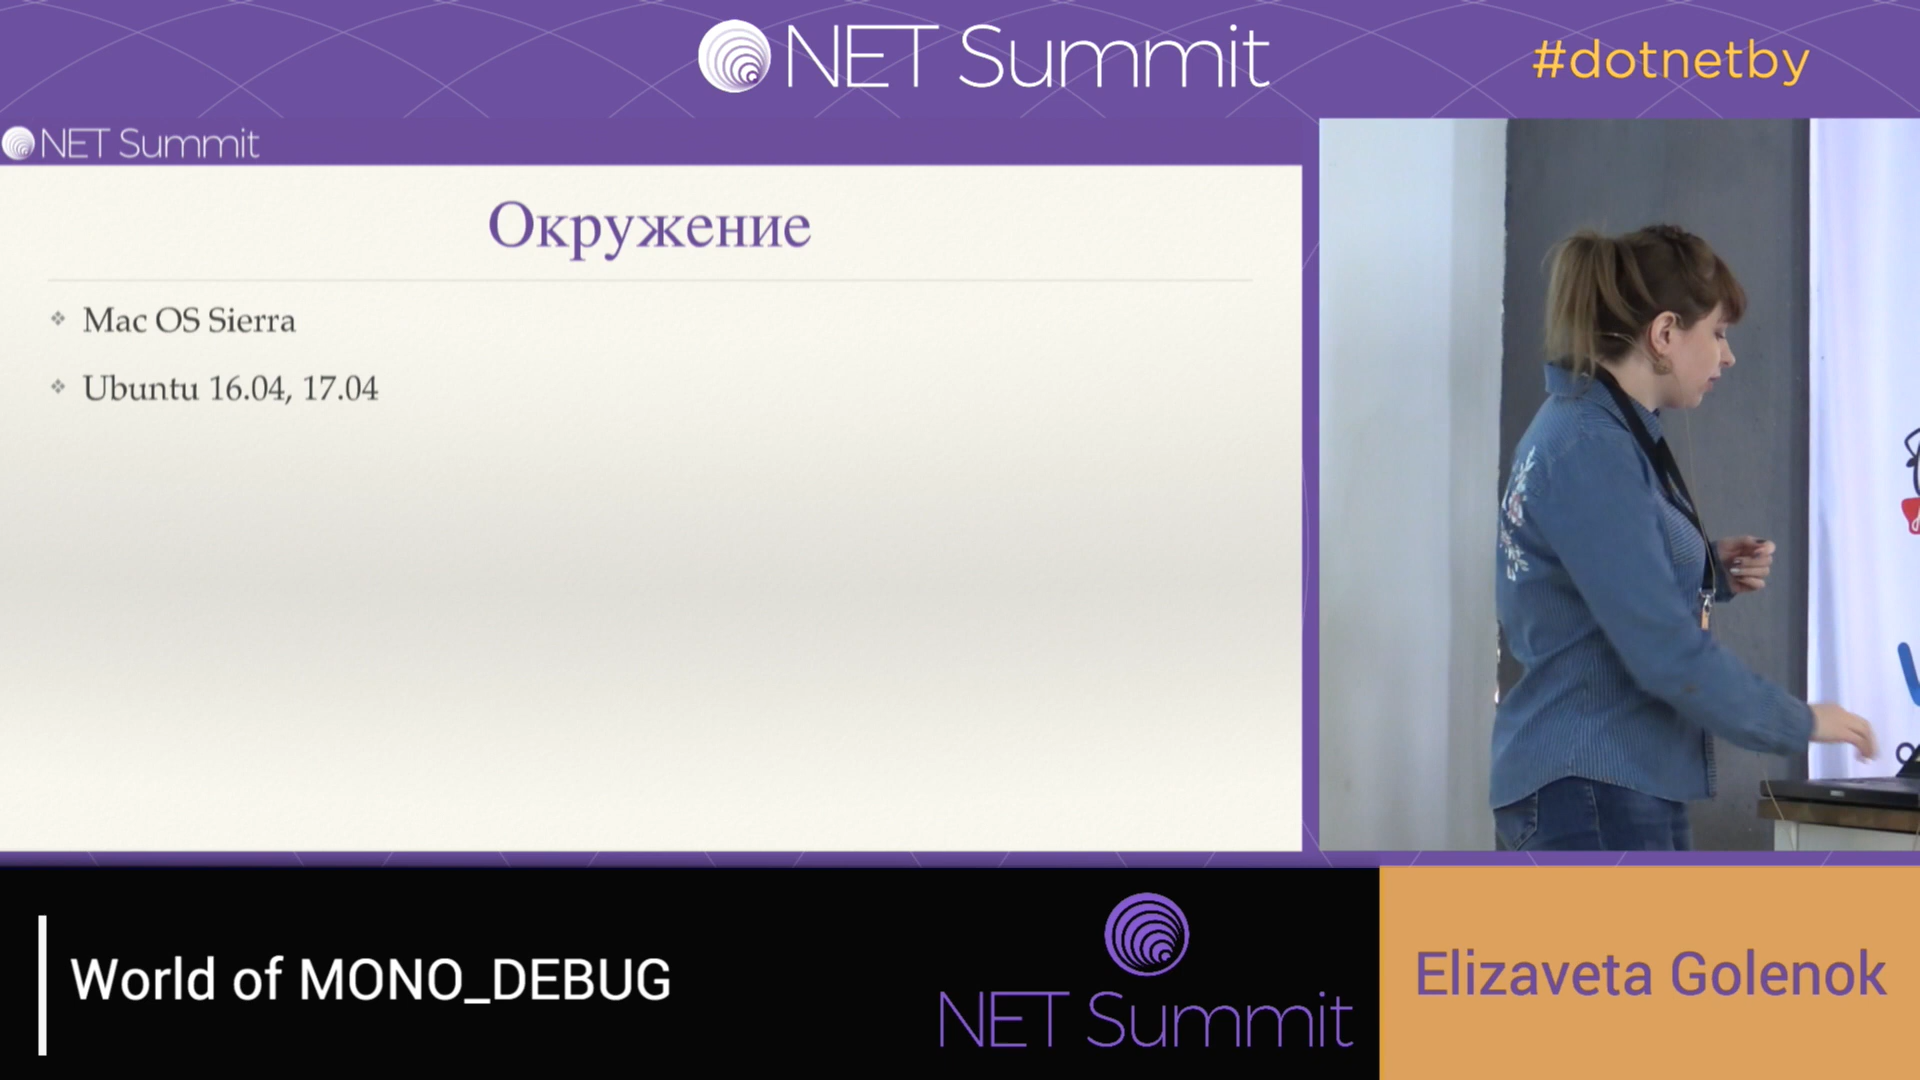 NET Summit
#dotnetby
NET Summit
Окружение
Mac OS Sierra
Ubuntu 16.04, 17.04
World of MONO_DEBUG
NET Summit
Elizaveta Golenok